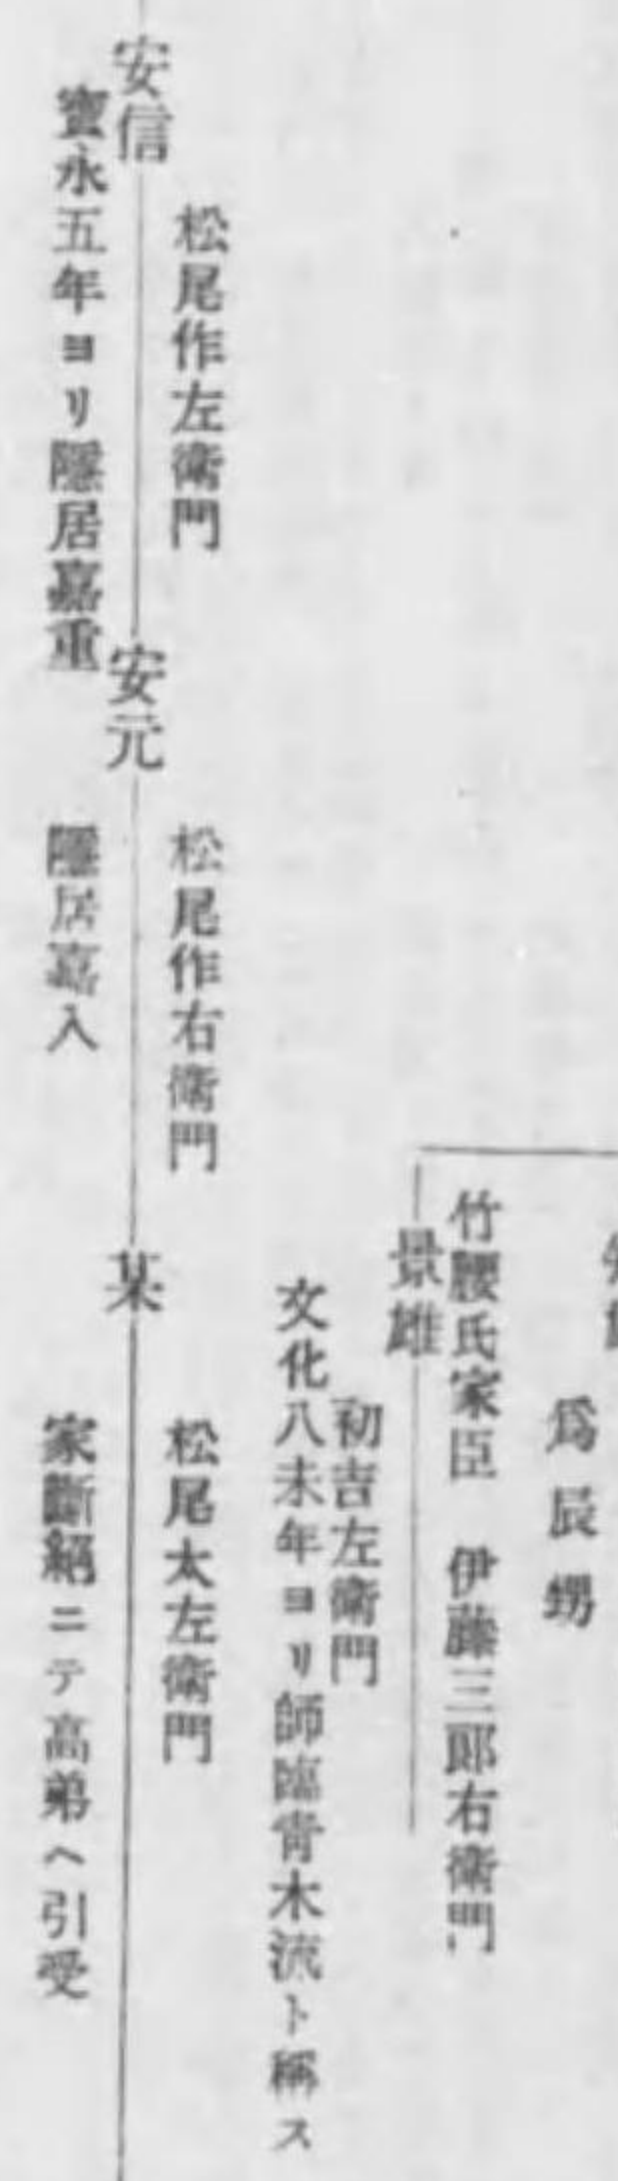 爲辰甥
竹腰氏家臣　伊藤三郎右衛門
景雄
初吉左衛門
文化八未年ヨリ師臨青木流ト稱ス
松尾作左衛門
安信
寶永五年ヨリ隱居嘉重
松尾作右衛門
安元
隱居嘉入
松尾太左衛門
某
家斷絕ニテ高弟ヘ引受